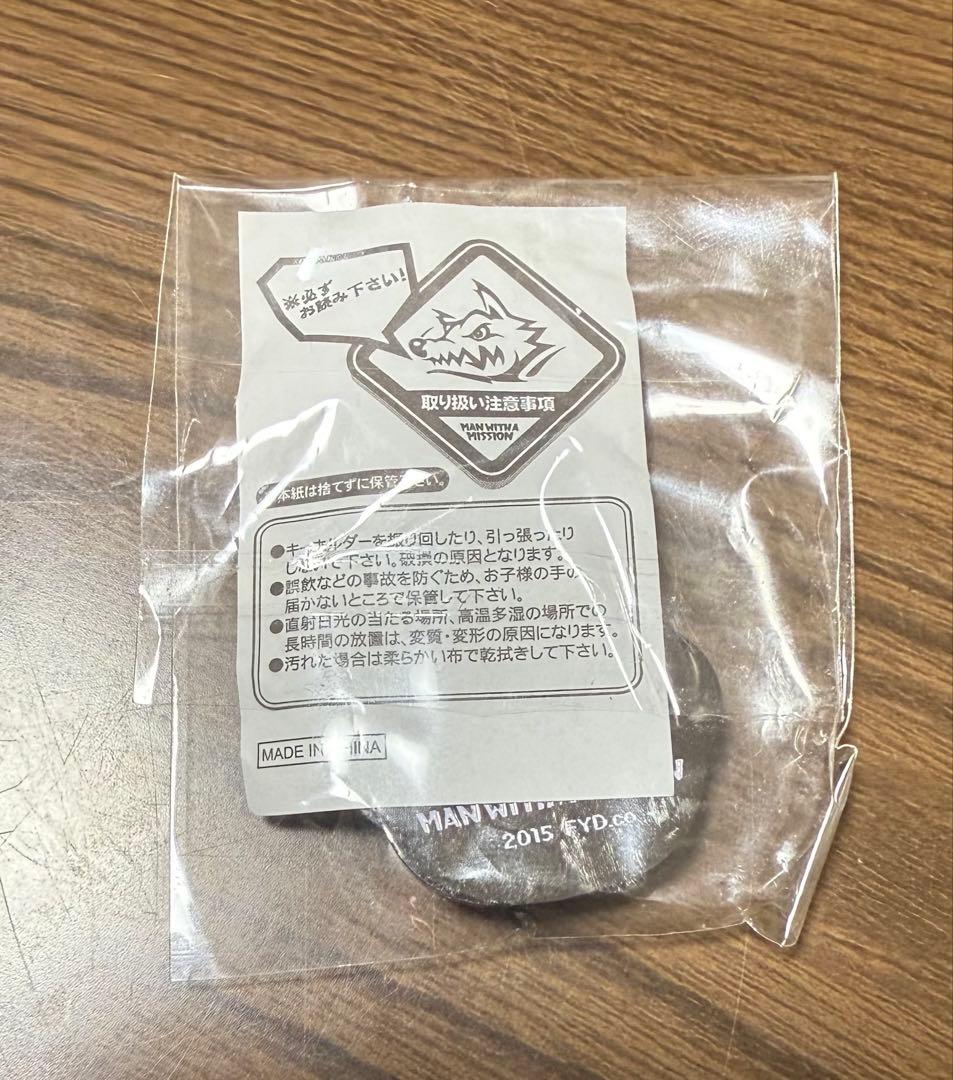 ※必ず
お読み下さい!
取り扱い注意事項
MAN WITH A
MISSION
本紙は捨てずに保管下さい。
●キーホルダーを振り回したり、引っ張ったり
しないで下さい。破損の原因となります。
●誤飲などの事故を防ぐため、お子様の手の
届かないところで保管して下さい。
●直射日光の当たる場所、高温多湿の場所での
長時間の放置は、変質・変形の原因になります。
●汚れた場合は柔らかい布で乾拭きして下さい。
MADE IN CHINA
MAN WITH A
2015 FYD.co